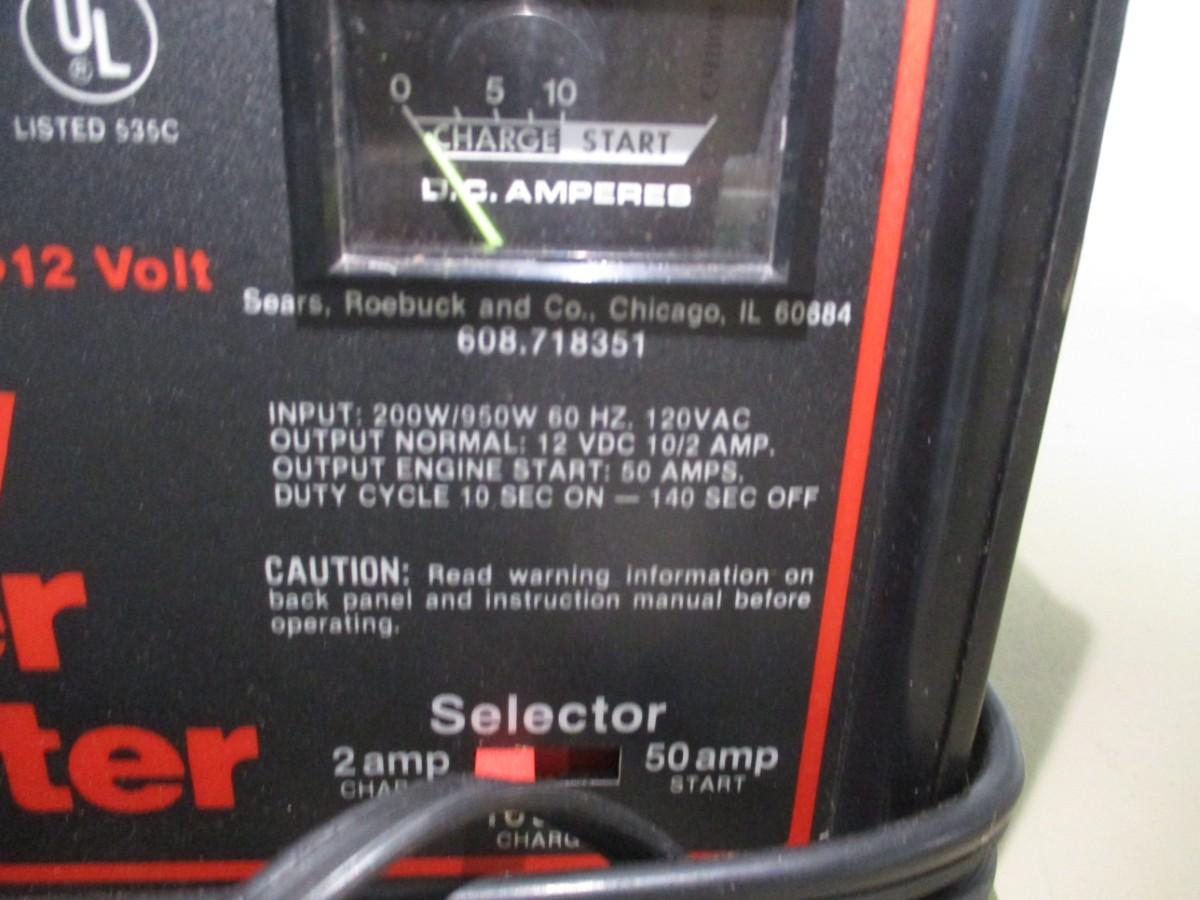 UL
®
LISTED 535C
0 5 10
CHARGE START
D.C. AMPERES
12 Volt
Sears, Roebuck and Co., Chicago, IL 60684
608.718351
INPUT: 200W/950W 60 HZ. 120VAC
OUTPUT NORMAL: 12 VDC 10/2 AMP.
OUTPUT ENGINE START: 50 AMPS.
DUTY CYCLE 10 SEC ON — 140 SEC OFF
CAUTION: Read warning information on
back panel and instruction manual before
operating.
er
ter
Selector
2 amp 50 amp
CHAR START
CHARG